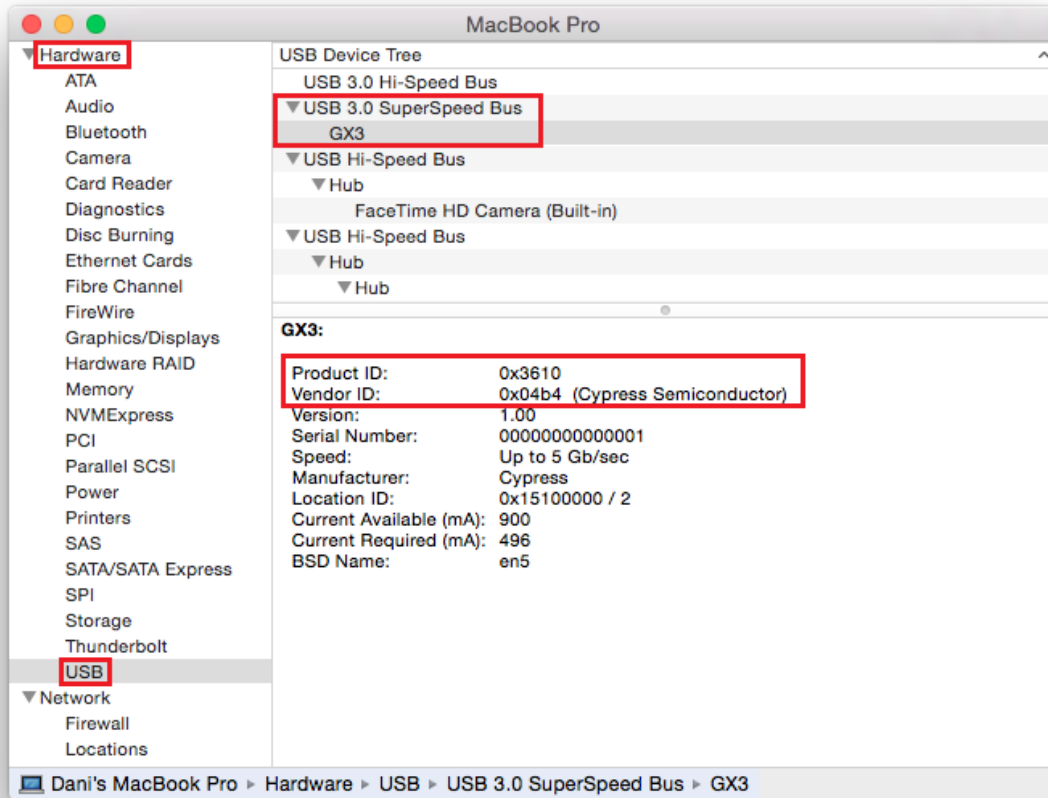 MacBook Pro
Hardware
ATA
Audio
Bluetooth
Camera
Card Reader
Diagnostics
Disc Burning
Ethernet Cards
Fibre Channel
FireWire
Graphics/Displays
Hardware RAID
Memory
NVMExpress
PCI
Parallel SCSI
Power
Printers
SAS
SATA/SATA Express
SPI
Storage
Thunderbolt
USB
Network
Firewall
Locations
USB Device Tree
USB 3.0 Hi-Speed Bus
USB 3.0 SuperSpeed Bus
GX3
USB Hi-Speed Bus
Hub
FaceTime HD Camera (Built-in)
USB Hi-Speed Bus
Hub
Hub
GX3:
Product ID: 0x3610
Vendor ID: 0x04b4 (Cypress Semiconductor)
Version: 1.00
Serial Number: 00000000000001
Speed: Up to 5 Gb/sec
Manufacturer: Cypress
Location ID: 0x15100000 / 2
Current Available (mA): 900
Current Required (mA): 496
BSD Name: en5
Dani's MacBook Pro ▸ Hardware ▸ USB ▸ USB 3.0 SuperSpeed Bus ▸ GX3